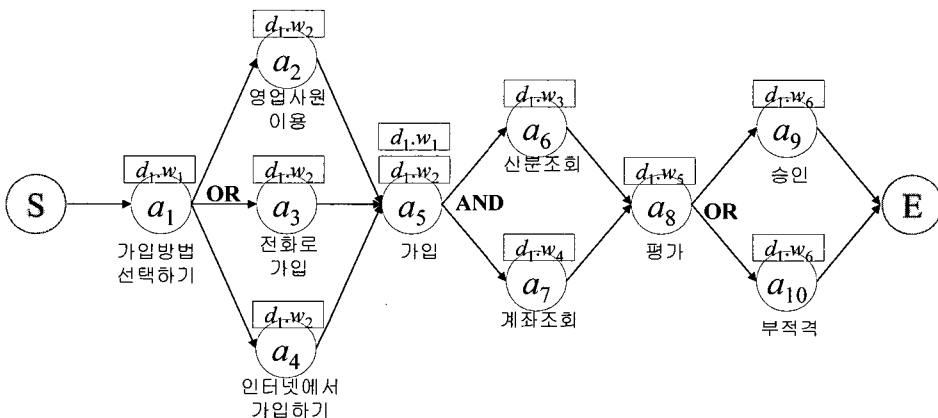 S
d₁.w₁
a₁
가입방법
선택하기
OR
d₁.w₂
a₂
영업사원
이용
d₁.w₂
a₃
전화로
가입
d₁.w₂
a₄
인터넷에서
가입하기
d₁.w₁
d₁.w₂
a₅
가입
AND
d₁.w₃
a₆
산분조회
d₁.w₄
a₇
계좌조회
d₁.w₅
a₈
평가
OR
d₁.w₆
a₉
승인
d₁.w₆
a₁₀
부적격
E